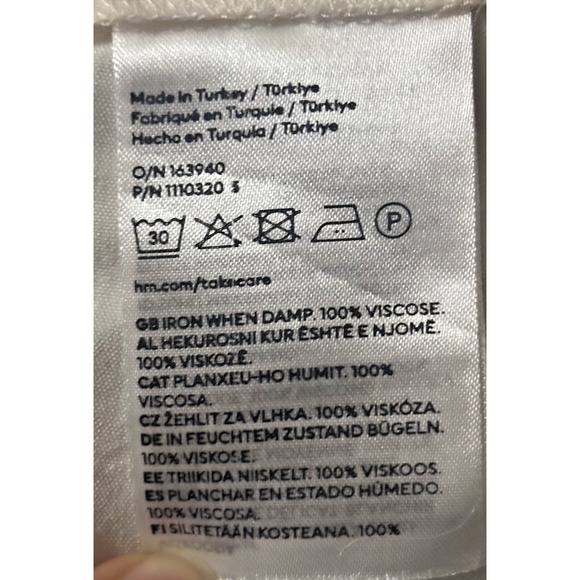 Made in Turkey / Türkiye
Fabriqué en Turquie / Türkiye
Hecho en Turquía / Türkiye
O/N 163940
P/N 1110320 5
30 P
hm.com/takecare
GB IRON WHEN DAMP. 100% VISCOSE.
AL HEKUROSNI KUR ËSHTË E NJOMË.
100% VISKOZË.
CAT PLANXEU-HO HUMIT. 100%
VISCOSA.
CZ ŽEHLIT ZA VLHKA. 100% VISKÓZA.
DE IN FEUCHTEM ZUSTAND BÜGELN.
100% VISKOSE.
EE TRIIKIDA NIISKELT. 100% VISKOOS.
ES PLANCHAR EN ESTADO HÚMEDO.
100% VISCOSA.
FI SILITETÄÄN KOSTEANA. 100%